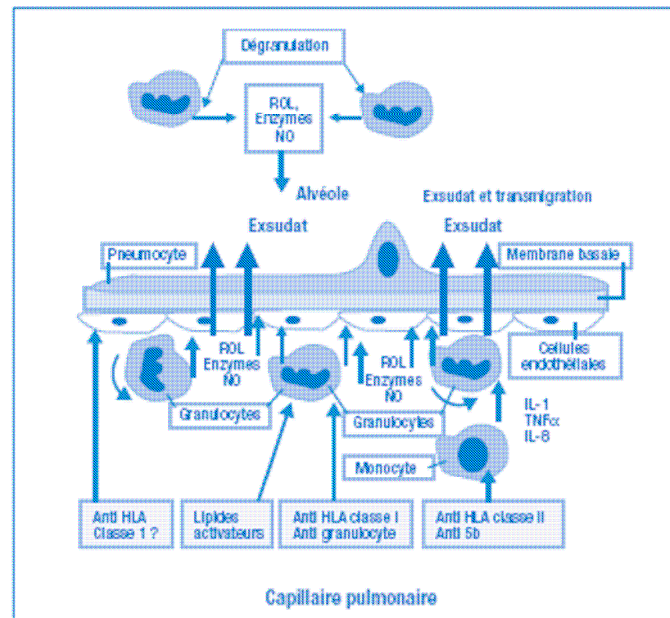 Dégranulation
ROL,
Enzymes
NO
Alvéole
Exsudat et transmigration
Exsudat
Exsudat
Pneumocyte
Membrane basale
ROL
Enzymes
NO
ROL
Enzymes
NO
Cellules
endothéliales
Granulocytes
Granulocytes
IL-1
TNFα
IL-8
Monocyte
Anti HLA
Classe 1 ?
Lipides
activateurs
Anti HLA classe I
Anti granulocyte
Anti HLA classe II
Anti 5b
Capillaire pulmonaire